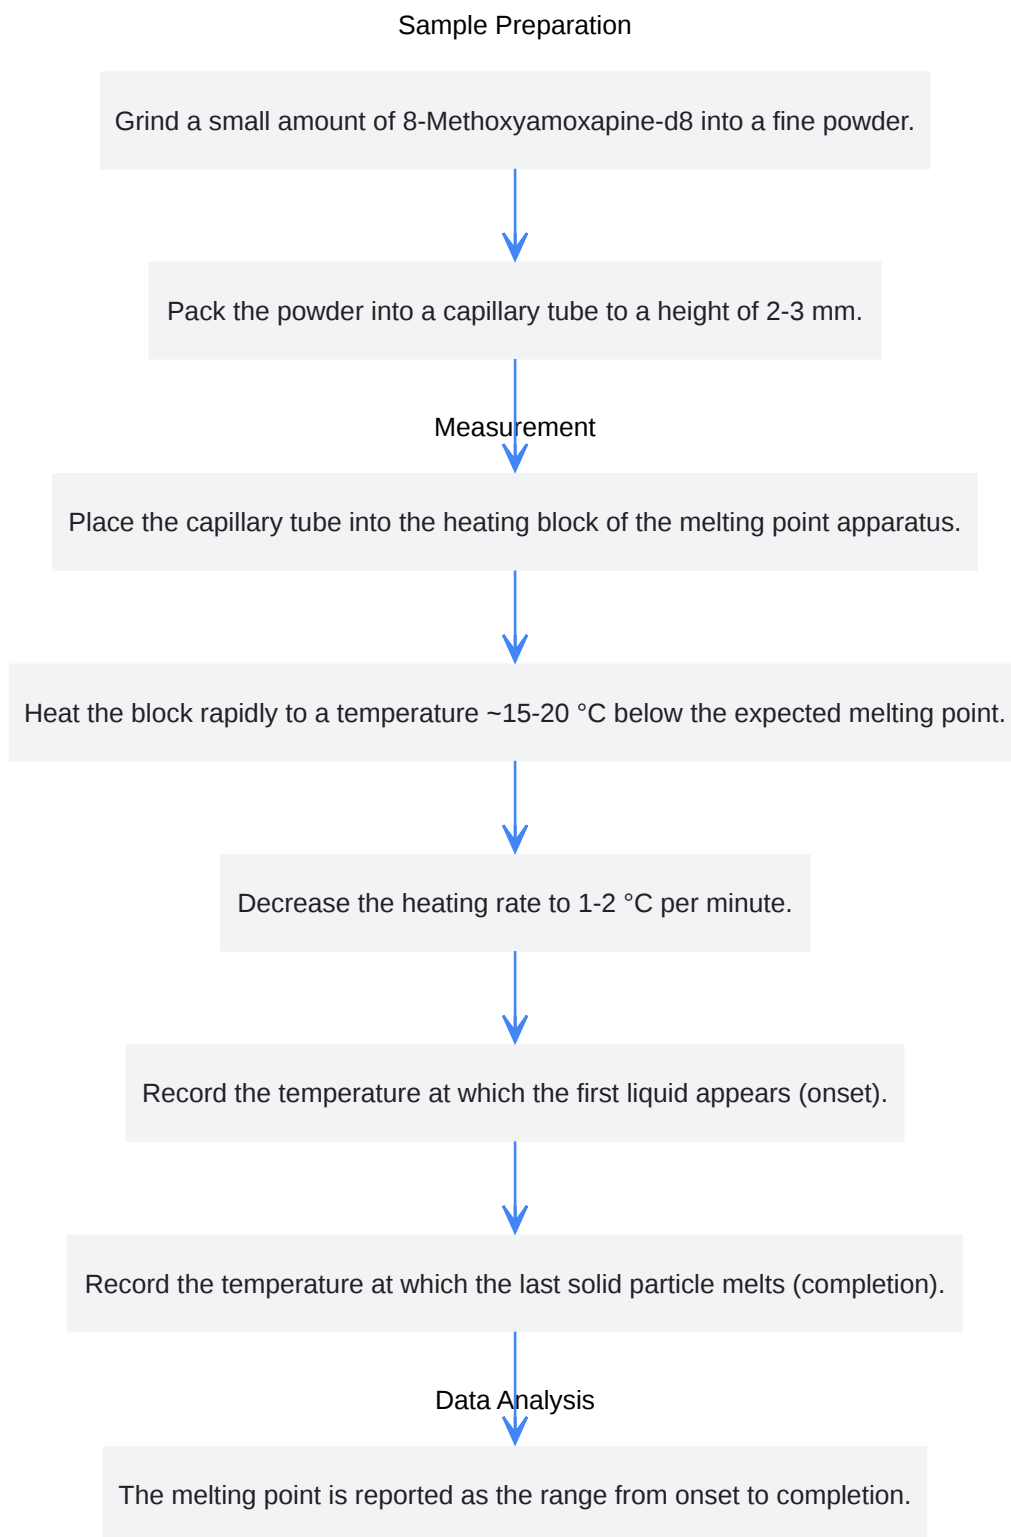 Sample Preparation
Grind a small amount of 8-Methoxyamoxapine-d8 into a fine powder.
Pack the powder into a capillary tube to a height of 2-3 mm.
Measurement
Place the capillary tube into the heating block of the melting point apparatus.
Heat the block rapidly to a temperature ~15-20 °C below the expected melting point.
Decrease the heating rate to 1-2 °C per minute.
Record the temperature at which the first liquid appears (onset).
Record the temperature at which the last solid particle melts (completion).
Data Analysis
The melting point is reported as the range from onset to completion.